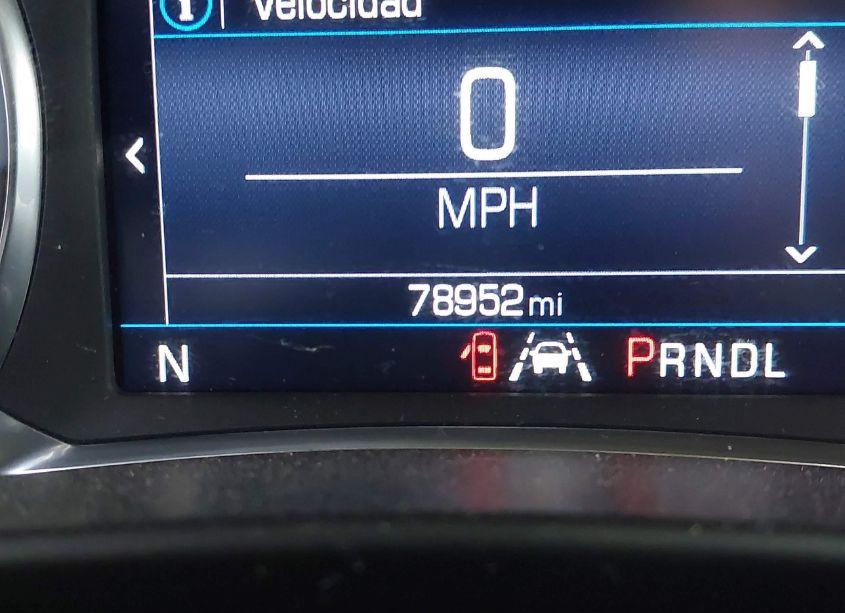 i Velocidad
0
MPH
78952 mi
N PRNDL